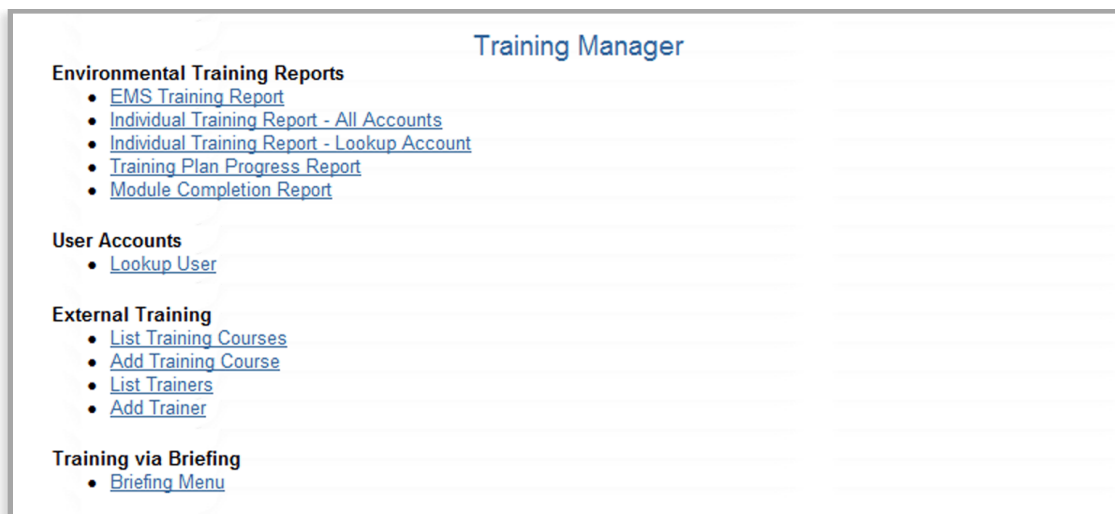 Training Manager
Environmental Training Reports
EMS Training Report
Individual Training Report - All Accounts
Individual Training Report - Lookup Account
Training Plan Progress Report
Module Completion Report
User Accounts
Lookup User
External Training
List Training Courses
Add Training Course
List Trainers
Add Trainer
Training via Briefing
Briefing Menu